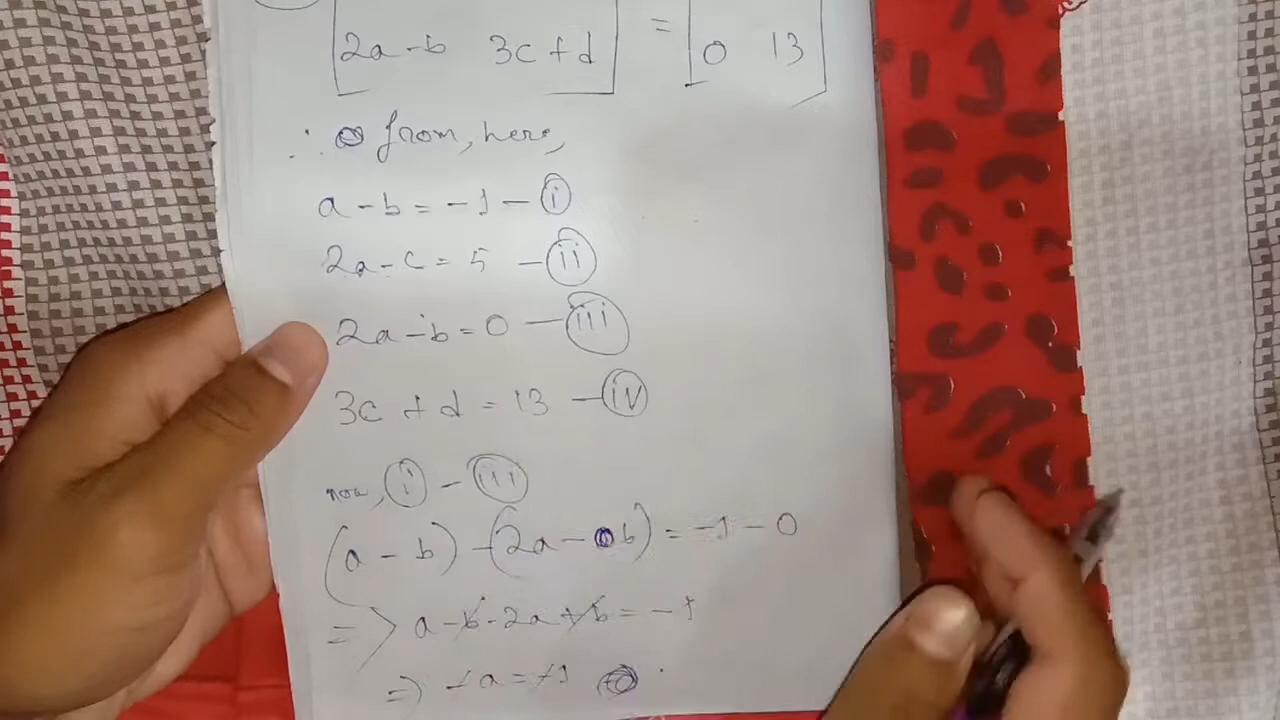 2a-b 3c+d = 0 13
∴ from, here,
a-b=-1-(i)
2a-c=5 -(ii)
2a-b=0 -(iii)
3c+d=13 -(iv)
now, (i) - (iii)
(a-b)-(2a-b)=-1-0
=> a-b-2a+b=-1
=> -a=-1